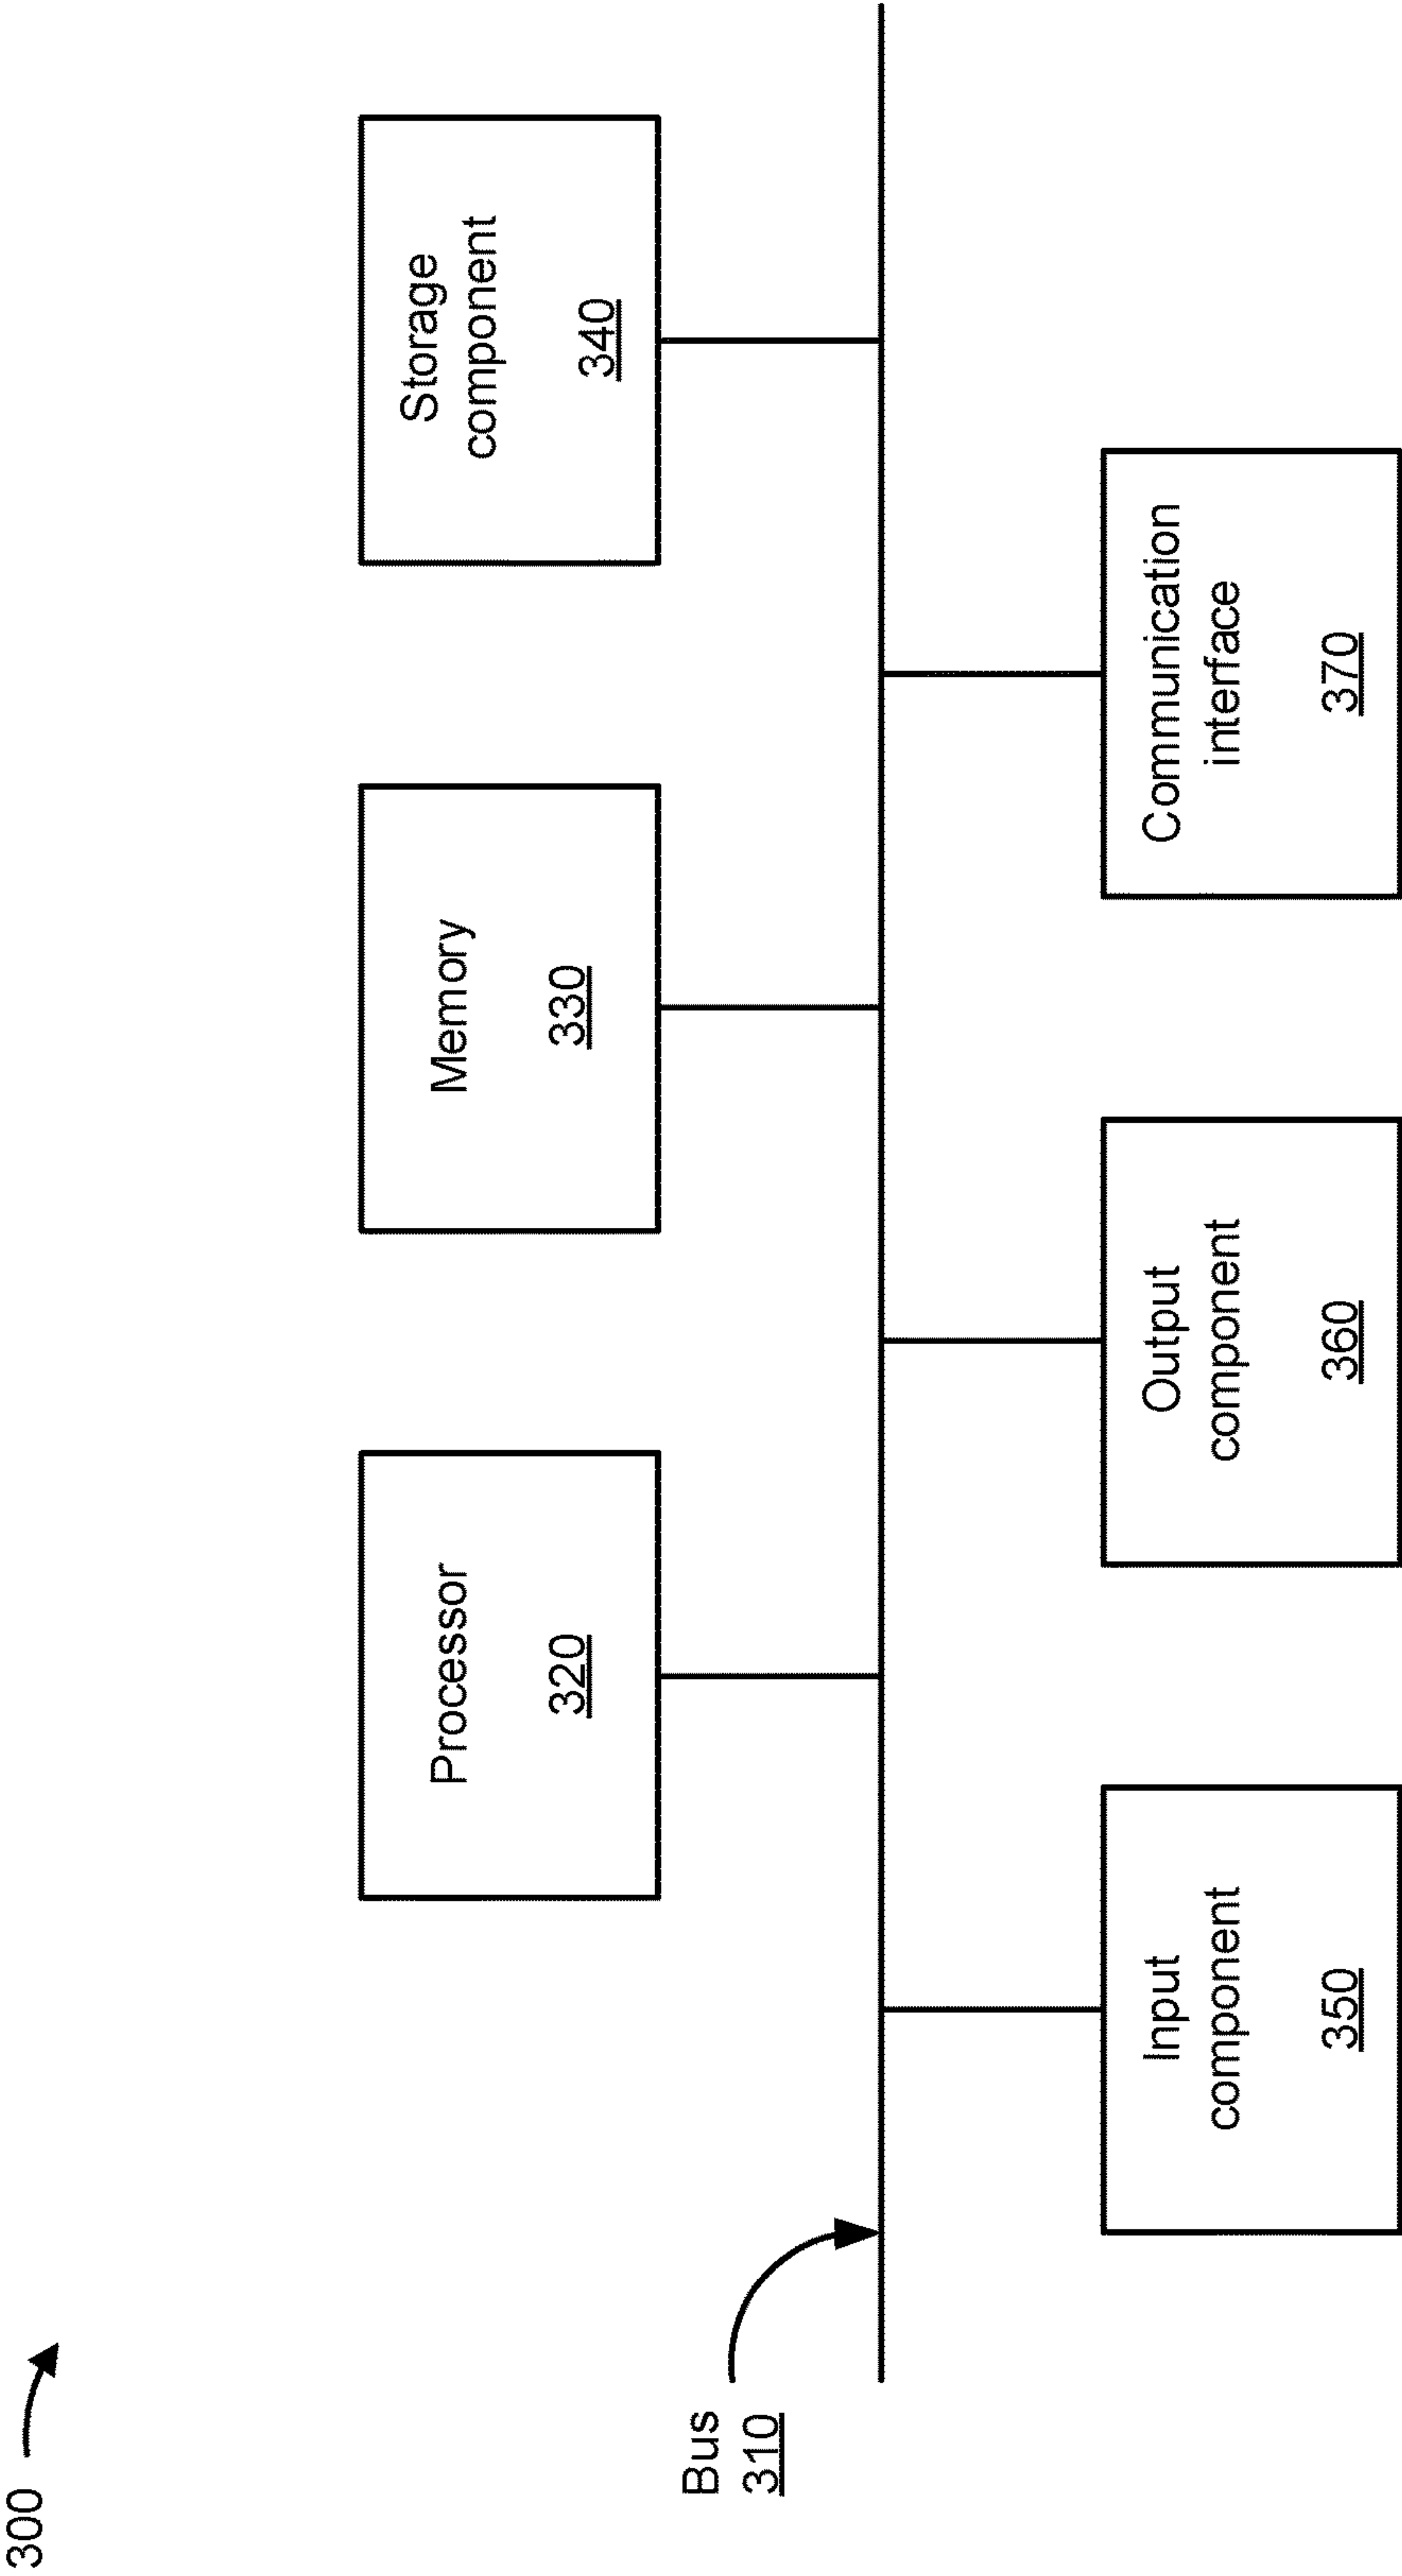 300
Processor
320
Memory
330
Storage
component
340
Bus
310
Input
component
350
Output
component
360
Communication
interface
370